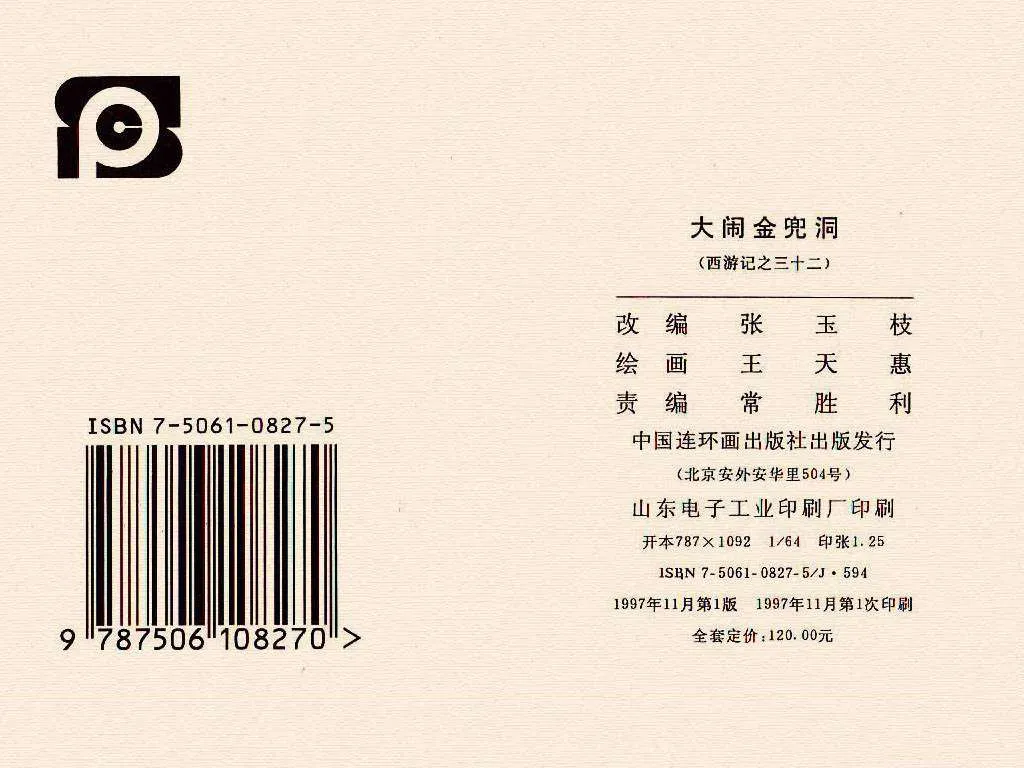 大闹金兜洞
（西游记之三十二）
改编 张玉枝
绘画 王天惠
责编 常胜利
中国连环画出版社出版发行
（北京安外安华里504号）
山东电子工业印刷厂印刷
开本787×1092 1/64 印张1.25
ISBN 7-5061-0827-5/J·594
1997年11月第1版 1997年11月第1次印刷
全套定价:120.00元
ISBN 7-5061-0827-5
9 787506 108270 >